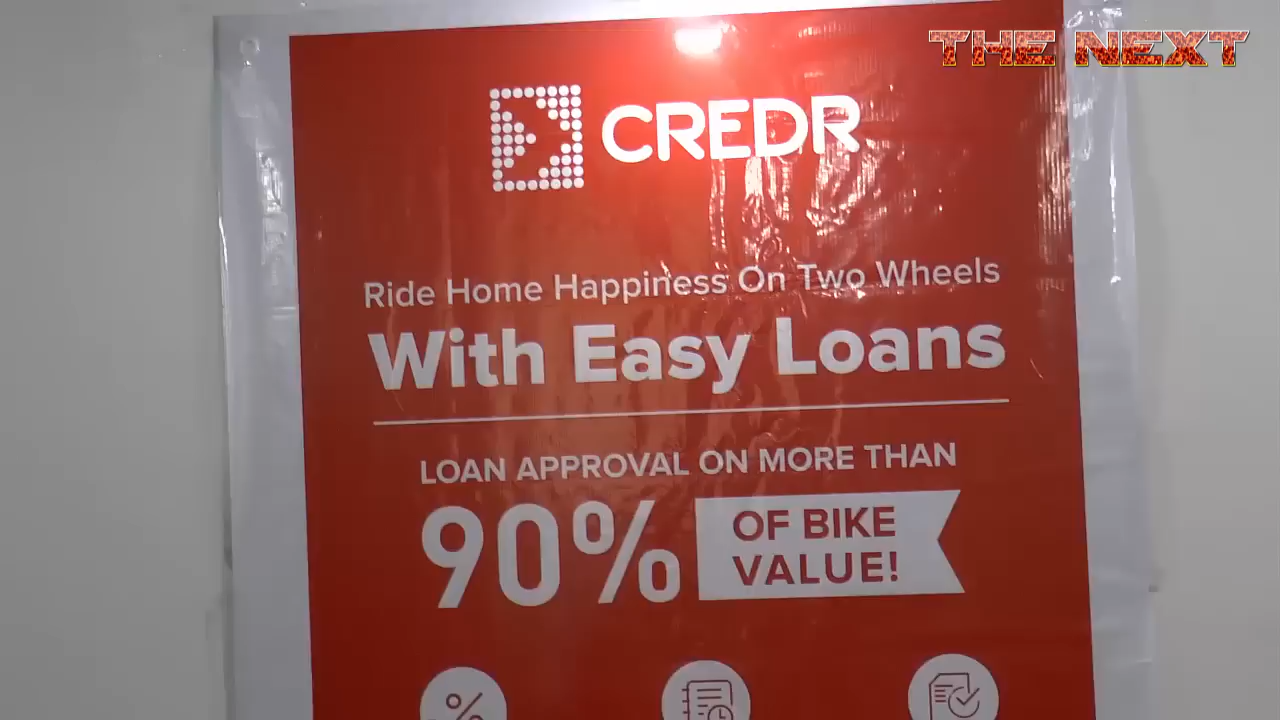 THE NEXT
CREDR
Ride Home Happiness On Two Wheels
With Easy Loans
LOAN APPROVAL ON MORE THAN
90%
OF BIKE
VALUE!
%